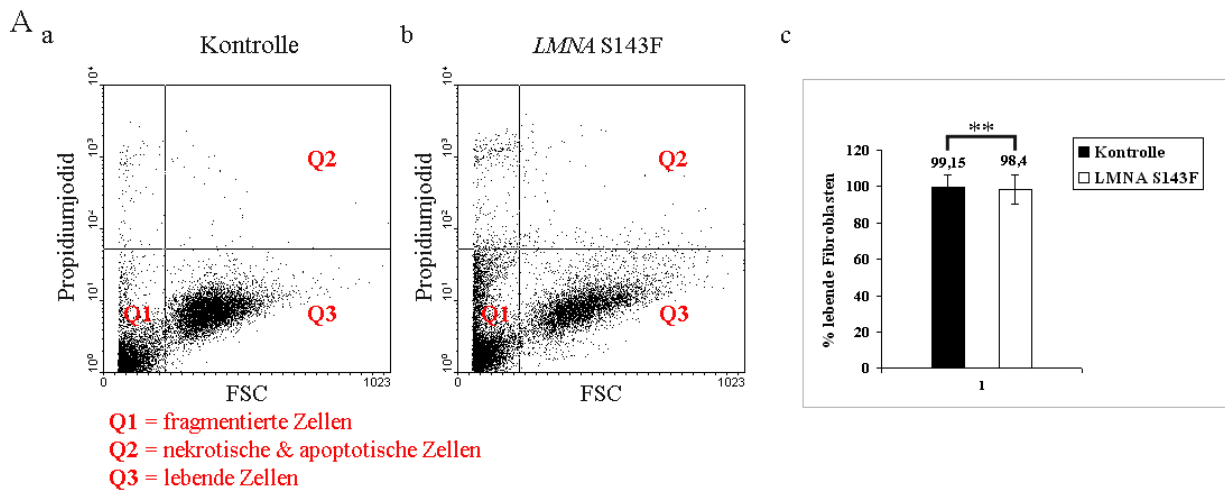 A
a
Kontrolle
b
LMNA S143F
c
Propidiumjodid
10⁴
10³
10²
10¹
10⁰
Q2
Q1
Q3
0
FSC
1023
Propidiumjodid
10⁴
10³
10²
10¹
10⁰
Q2
Q1
Q3
0
FSC
1023
% lebende Fibroblasten
120
100
80
60
40
20
0
**
99,15
98,4
1
Kontrolle
LMNA S143F
Q1 = fragmentierte Zellen
Q2 = nekrotische & apoptotische Zellen
Q3 = lebende Zellen